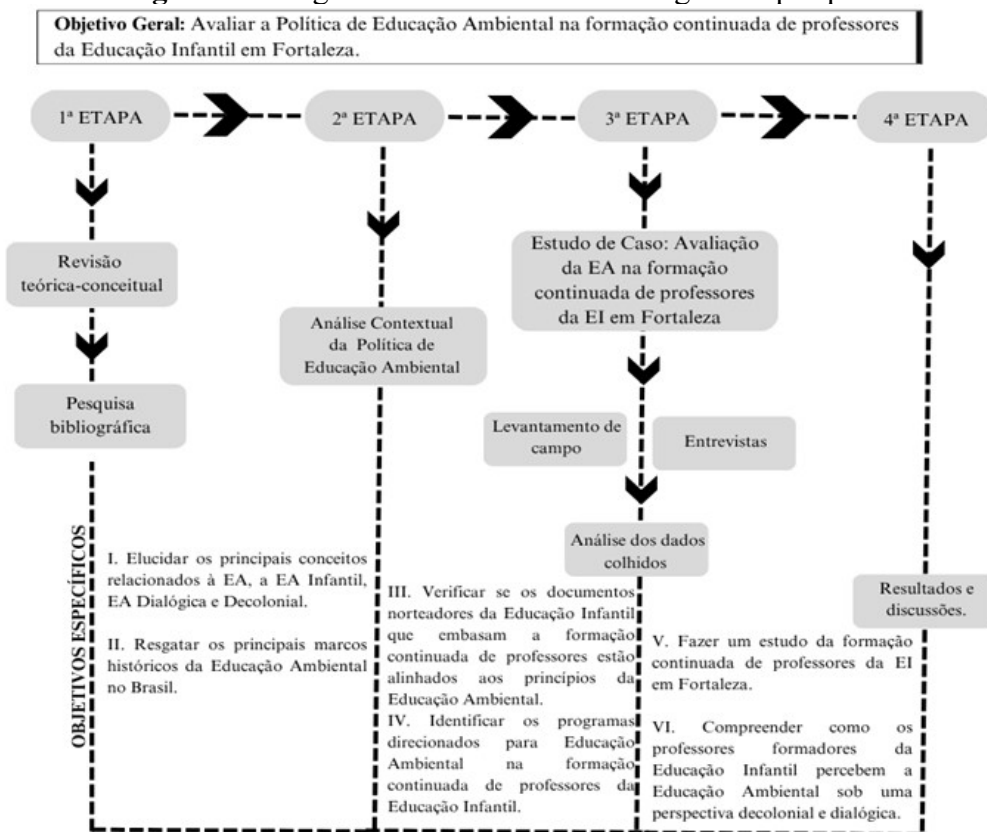 Objetivo Geral: Avaliar a Política de Educação Ambiental na formação continuada de professores
da Educação Infantil em Fortaleza.
1ª ETAPA
2ª ETAPA
3ª ETAPA
4ª ETAPA
Revisão
teórica-conceitual
Pesquisa
bibliográfica
Análise Contextual
da Política de
Educação Ambiental
Estudo de Caso: Avaliação
da EA na formação
continuada de professores
da EI em Fortaleza
Levantamento de
campo
Entrevistas
Análise dos dados
colhidos
Resultados e
discussões.
OBJETIVOS ESPECÍFICOS
I. Elucidar os principais conceitos
relacionados à EA, a EA Infantil,
EA Dialógica e Decolonial.
II. Resgatar os principais marcos
históricos da Educação Ambiental
no Brasil.
III. Verificar se os documentos
norteadores da Educação Infantil
que embasam a formação
continuada de professores estão
alinhados aos princípios da
Educação Ambiental.
IV. Identificar os programas
direcionados para Educação
Ambiental na formação
continuada de professores da
Educação Infantil.
V. Fazer um estudo da formação
continuada de professores da EI
em Fortaleza.
VI. Compreender como os
professores formadores da
Educação Infantil percebem a
Educação Ambiental sob uma
perspectiva decolonial e dialógica.